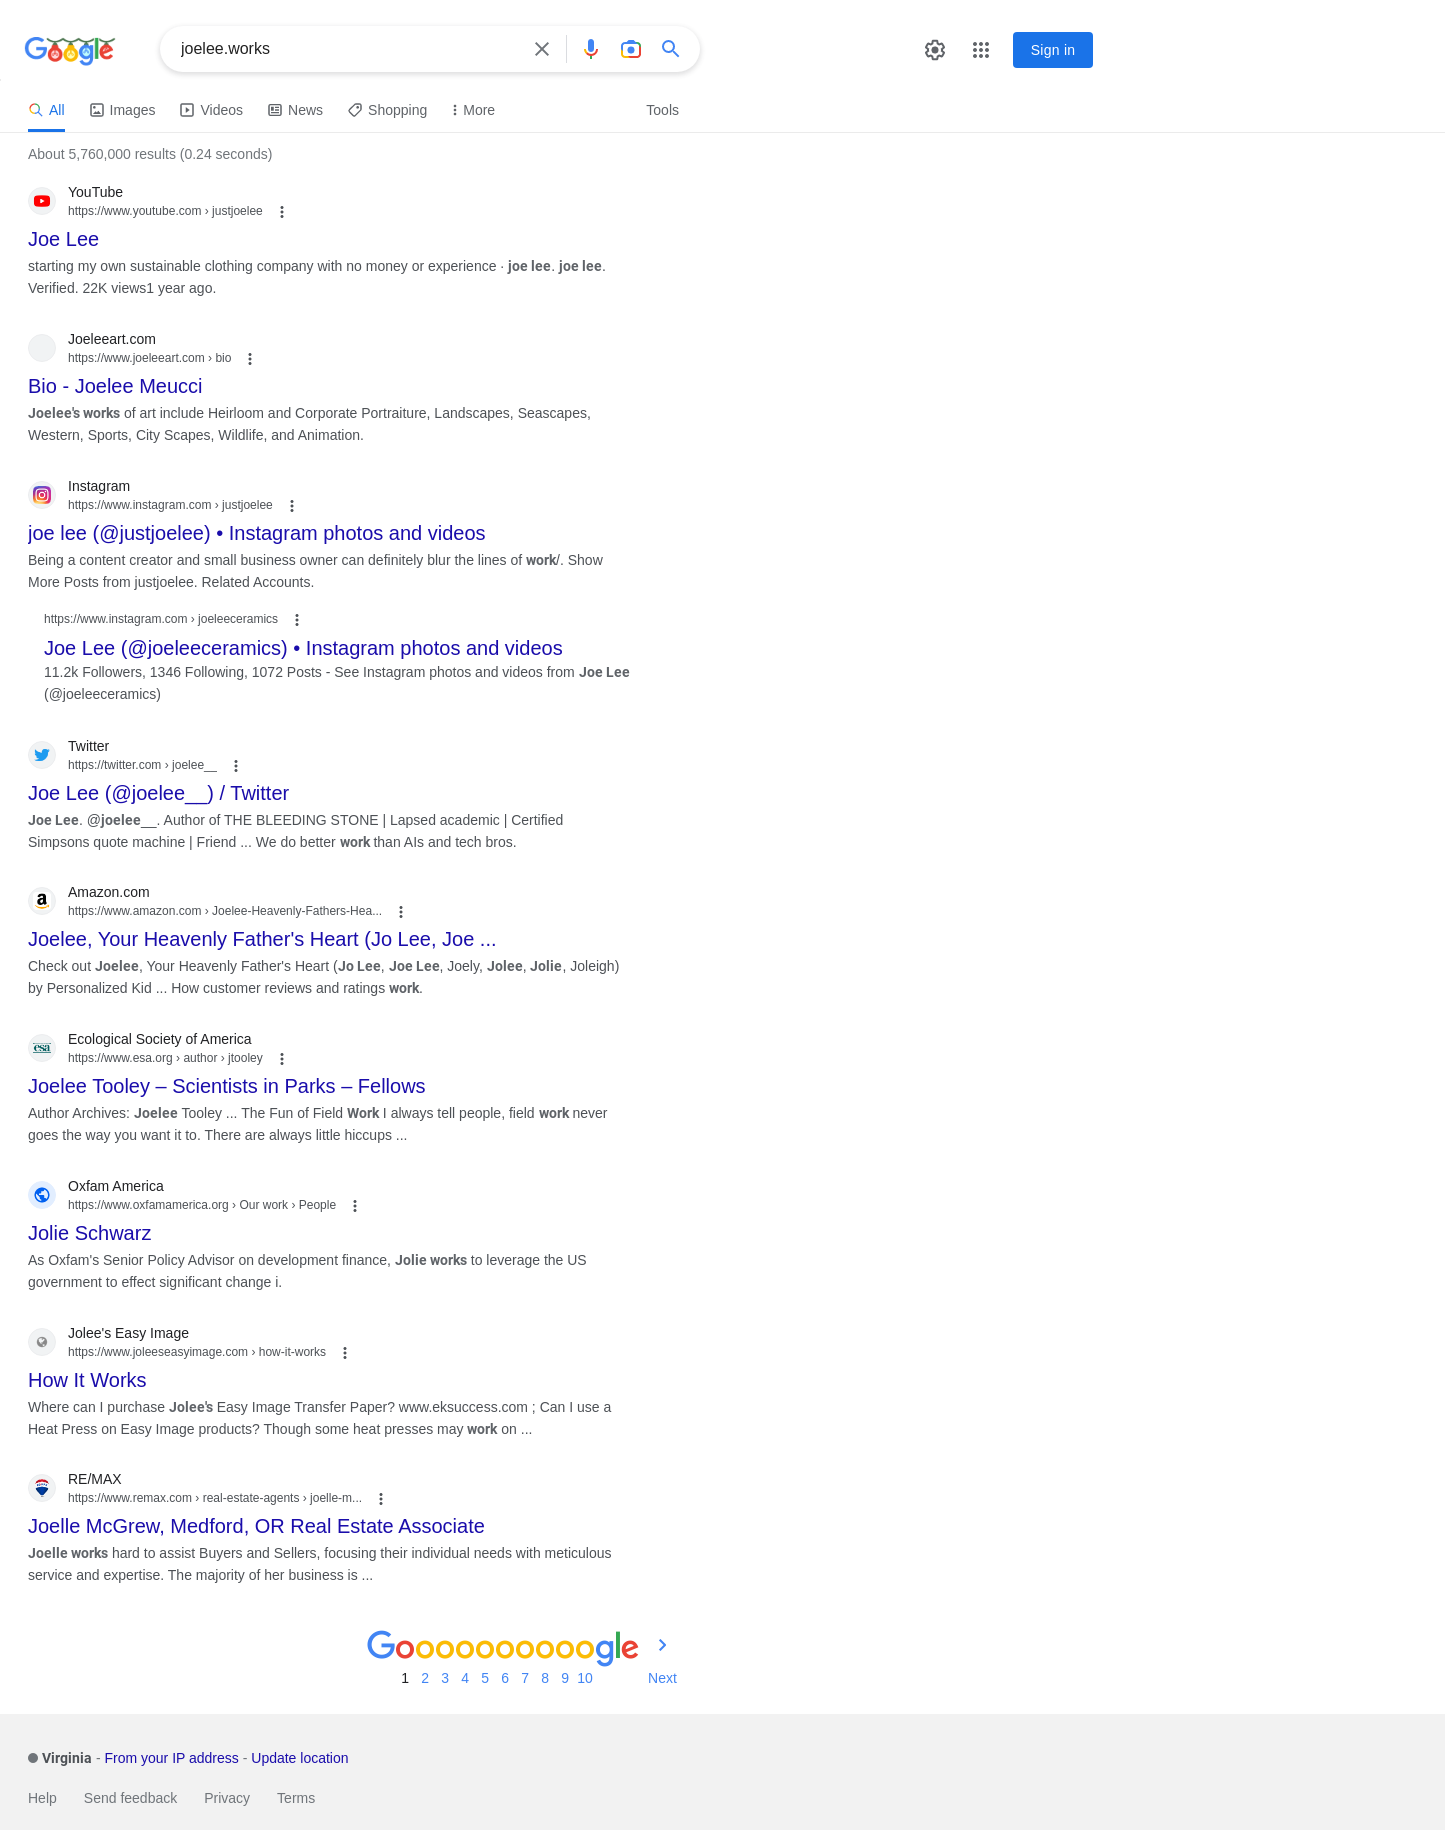 Google
joelee.works
Sign in
All
Images
Videos
News
Shopping
More
Tools
About 5,760,000 results (0.24 seconds)
YouTube
https://www.youtube.com › justjoelee
Joe Lee
starting my own sustainable clothing company with no money or experience · joe lee. joe lee.
Verified. 22K views1 year ago.
Joeleeart.com
https://www.joeleeart.com › bio
Bio - Joelee Meucci
Joelee's works of art include Heirloom and Corporate Portraiture, Landscapes, Seascapes,
Western, Sports, City Scapes, Wildlife, and Animation.
Instagram
https://www.instagram.com › justjoelee
joe lee (@justjoelee) • Instagram photos and videos
Being a content creator and small business owner can definitely blur the lines of work/. Show
More Posts from justjoelee. Related Accounts.
https://www.instagram.com › joeleeceramics
Joe Lee (@joeleeceramics) • Instagram photos and videos
11.2k Followers, 1346 Following, 1072 Posts - See Instagram photos and videos from Joe Lee
(@joeleeceramics)
Twitter
https://twitter.com › joelee__
Joe Lee (@joelee__) / Twitter
Joe Lee. @joelee__. Author of THE BLEEDING STONE | Lapsed academic | Certified
Simpsons quote machine | Friend ... We do better work than AIs and tech bros.
a
Amazon.com
https://www.amazon.com › Joelee-Heavenly-Fathers-Hea...
Joelee, Your Heavenly Father's Heart (Jo Lee, Joe ...
Check out Joelee, Your Heavenly Father's Heart (Jo Lee, Joe Lee, Joely, Jolee, Jolie, Joleigh)
by Personalized Kid ... How customer reviews and ratings work.
esa
Ecological Society of America
https://www.esa.org › author › jtooley
Joelee Tooley – Scientists in Parks – Fellows
Author Archives: Joelee Tooley ... The Fun of Field Work I always tell people, field work never
goes the way you want it to. There are always little hiccups ...
Oxfam America
https://www.oxfamamerica.org › Our work › People
Jolie Schwarz
As Oxfam's Senior Policy Advisor on development finance, Jolie works to leverage the US
government to effect significant change i.
Jolee's Easy Image
https://www.joleeseasyimage.com › how-it-works
How It Works
Where can I purchase Jolee's Easy Image Transfer Paper? www.eksuccess.com ; Can I use a
Heat Press on Easy Image products? Though some heat presses may work on ...
RE/MAX
https://www.remax.com › real-estate-agents › joelle-m...
Joelle McGrew, Medford, OR Real Estate Associate
Joelle works hard to assist Buyers and Sellers, focusing their individual needs with meticulous
service and expertise. The majority of her business is ...
Goooooooooogle
1 2 3 4 5 6 7 8 9 10 Next
Virginia - From your IP address - Update location
Help Send feedback Privacy Terms